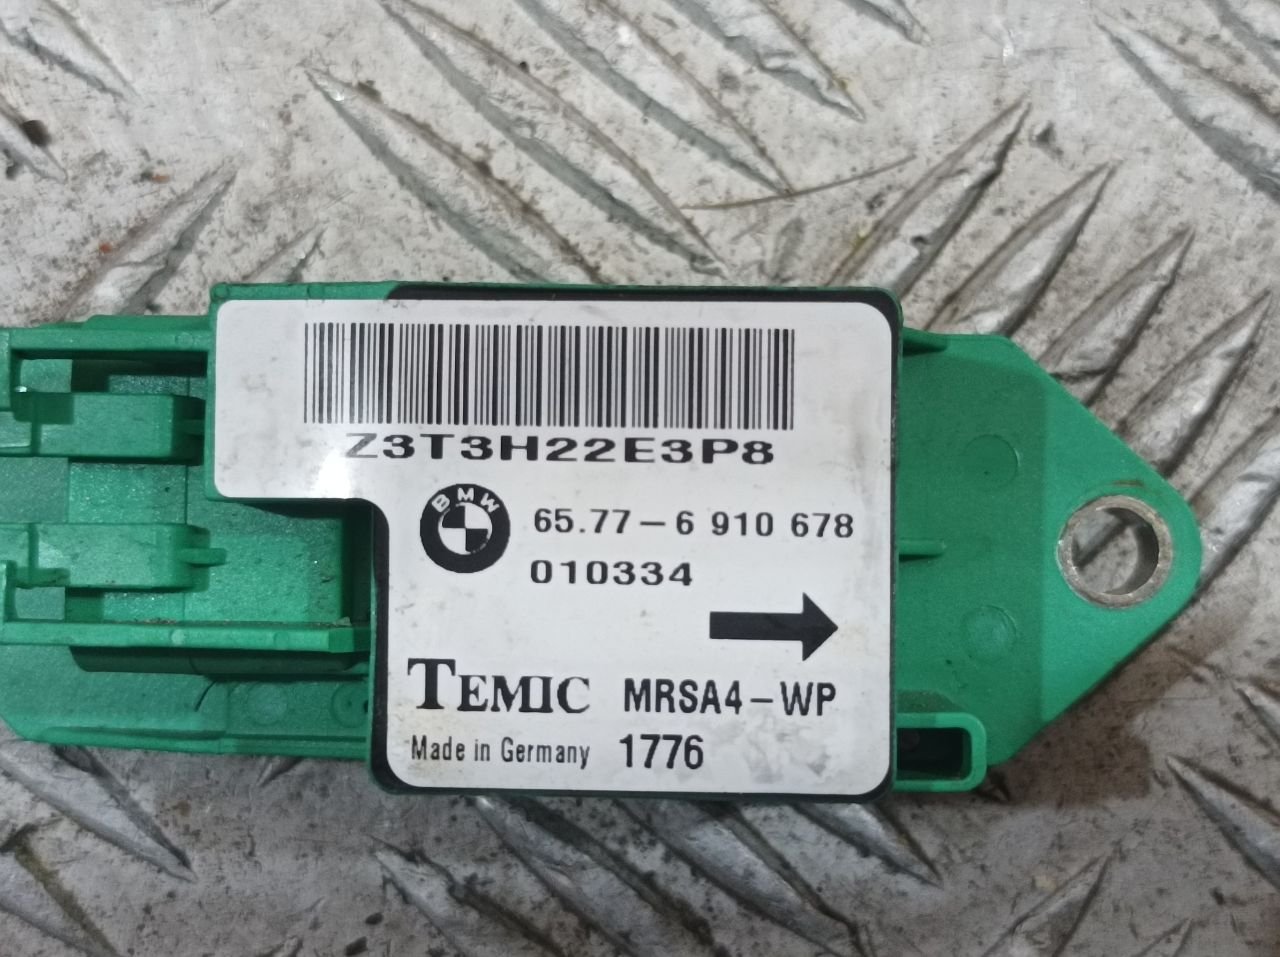 Z3T3H22E3P8
BMW 65.77-6 910 678
010334
TEMIC MRSA4-WP
Made in Germany 1776